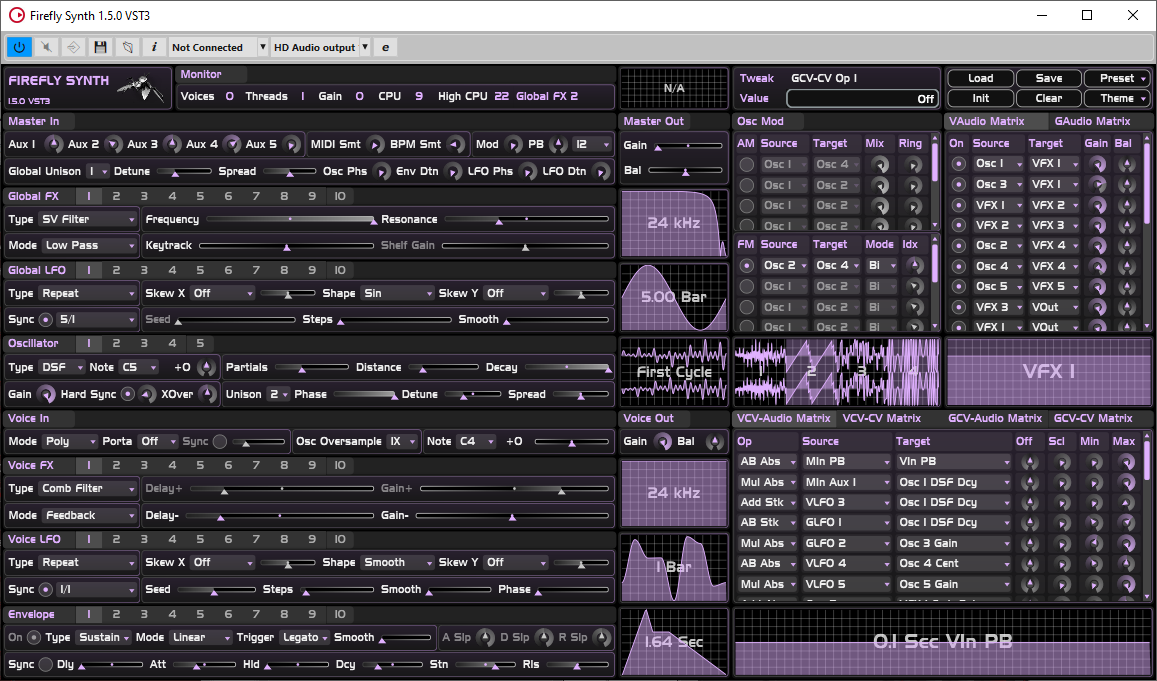 Firefly Synth 1.5.0 VST3
i Not Connected HD Audio output e
FIREFLY SYNTH
1.5.0 VST3
Monitor
Voices 0 Threads 1 Gain 0 CPU 9 High CPU 22 Global FX 2
N/A
Tweak GCV-CV Op 1
Value Off
Load Save Preset
Init Clear Theme
Master In
Aux 1 Aux 2 Aux 3 Aux 4 Aux 5 MIDI Smt BPM Smt Mod PB 12
Global Unison 1 Detune Spread Osc Phs Env Dtn LFO Phs LFO Dtn
Master Out
Gain
Bal
Osc Mod
AM Source Target Mix Ring
Osc 1 Osc 4
Osc 1 Osc 2
Osc 1 Osc 2
Osc 1 Osc 2
FM Source Target Mode Idx
Osc 2 Osc 4 Bi
Osc 1 Osc 2 Bi
Osc 1 Osc 2 Bi
Osc 1 Osc 2 Bi
VAudio Matrix GAudio Matrix
On Source Target Gain Bal
Osc 1 VFX 1
Osc 3 VFX 1
VFX 1 VFX 2
VFX 2 VFX 3
Osc 2 VFX 4
Osc 4 VFX 4
Osc 5 VFX 5
VFX 3 VOut
VFX 1 VOut
Global FX 1 2 3 4 5 6 7 8 9 10
Type SV Filter Frequency Resonance
Mode Low Pass Keytrack Shelf Gain
24 kHz
Global LFO 1 2 3 4 5 6 7 8 9 10
Type Repeat Skew X Off Shape Sin Skew Y Off
Sync 5/1 Seed Steps Smooth
5.00 Bar
Oscillator 1 2 3 4 5
Type DSF Note C5 +0 Partials Distance Decay
Gain Hard Sync XOver Unison 2 Phase Detune Spread
First Cycle
1 2 3 4
VFX 1
Voice In
Mode Poly Porta Off Sync Osc Oversample 1X Note C4 +0
Voice Out
Gain Bal
Voice FX 1 2 3 4 5 6 7 8 9 10
Type Comb Filter Delay+ Gain+
Mode Feedback Delay- Gain-
24 kHz
Voice LFO 1 2 3 4 5 6 7 8 9 10
Type Repeat Skew X Off Shape Smooth Skew Y Off
Sync 1/1 Seed Steps Smooth Phase
1 Bar
Envelope 1 2 3 4 5 6 7 8 9 10
On Type Sustain Mode Linear Trigger Legato Smooth A Slp D Slp R Slp
Sync Dly Att Hld Dcy Stn Rls
1.64 Sec
VCV-Audio Matrix VCV-CV Matrix GCV-Audio Matrix GCV-CV Matrix
Op Source Target Off Scl Min Max
AB Abs MIn PB VIn PB
Mul Abs Min Aux 1 Osc 1 DSF Dcy
Add Stk VLFO 3 Osc 1 DSF Dcy
AB Stk GLFO 1 Osc 1 DSF Dcy
Mul Abs GLFO 2 Osc 3 Gain
AB Abs VLFO 4 Osc 4 Cent
Mul Abs VLFO 5 Osc 5 Gain
0.1 Sec VIn PB